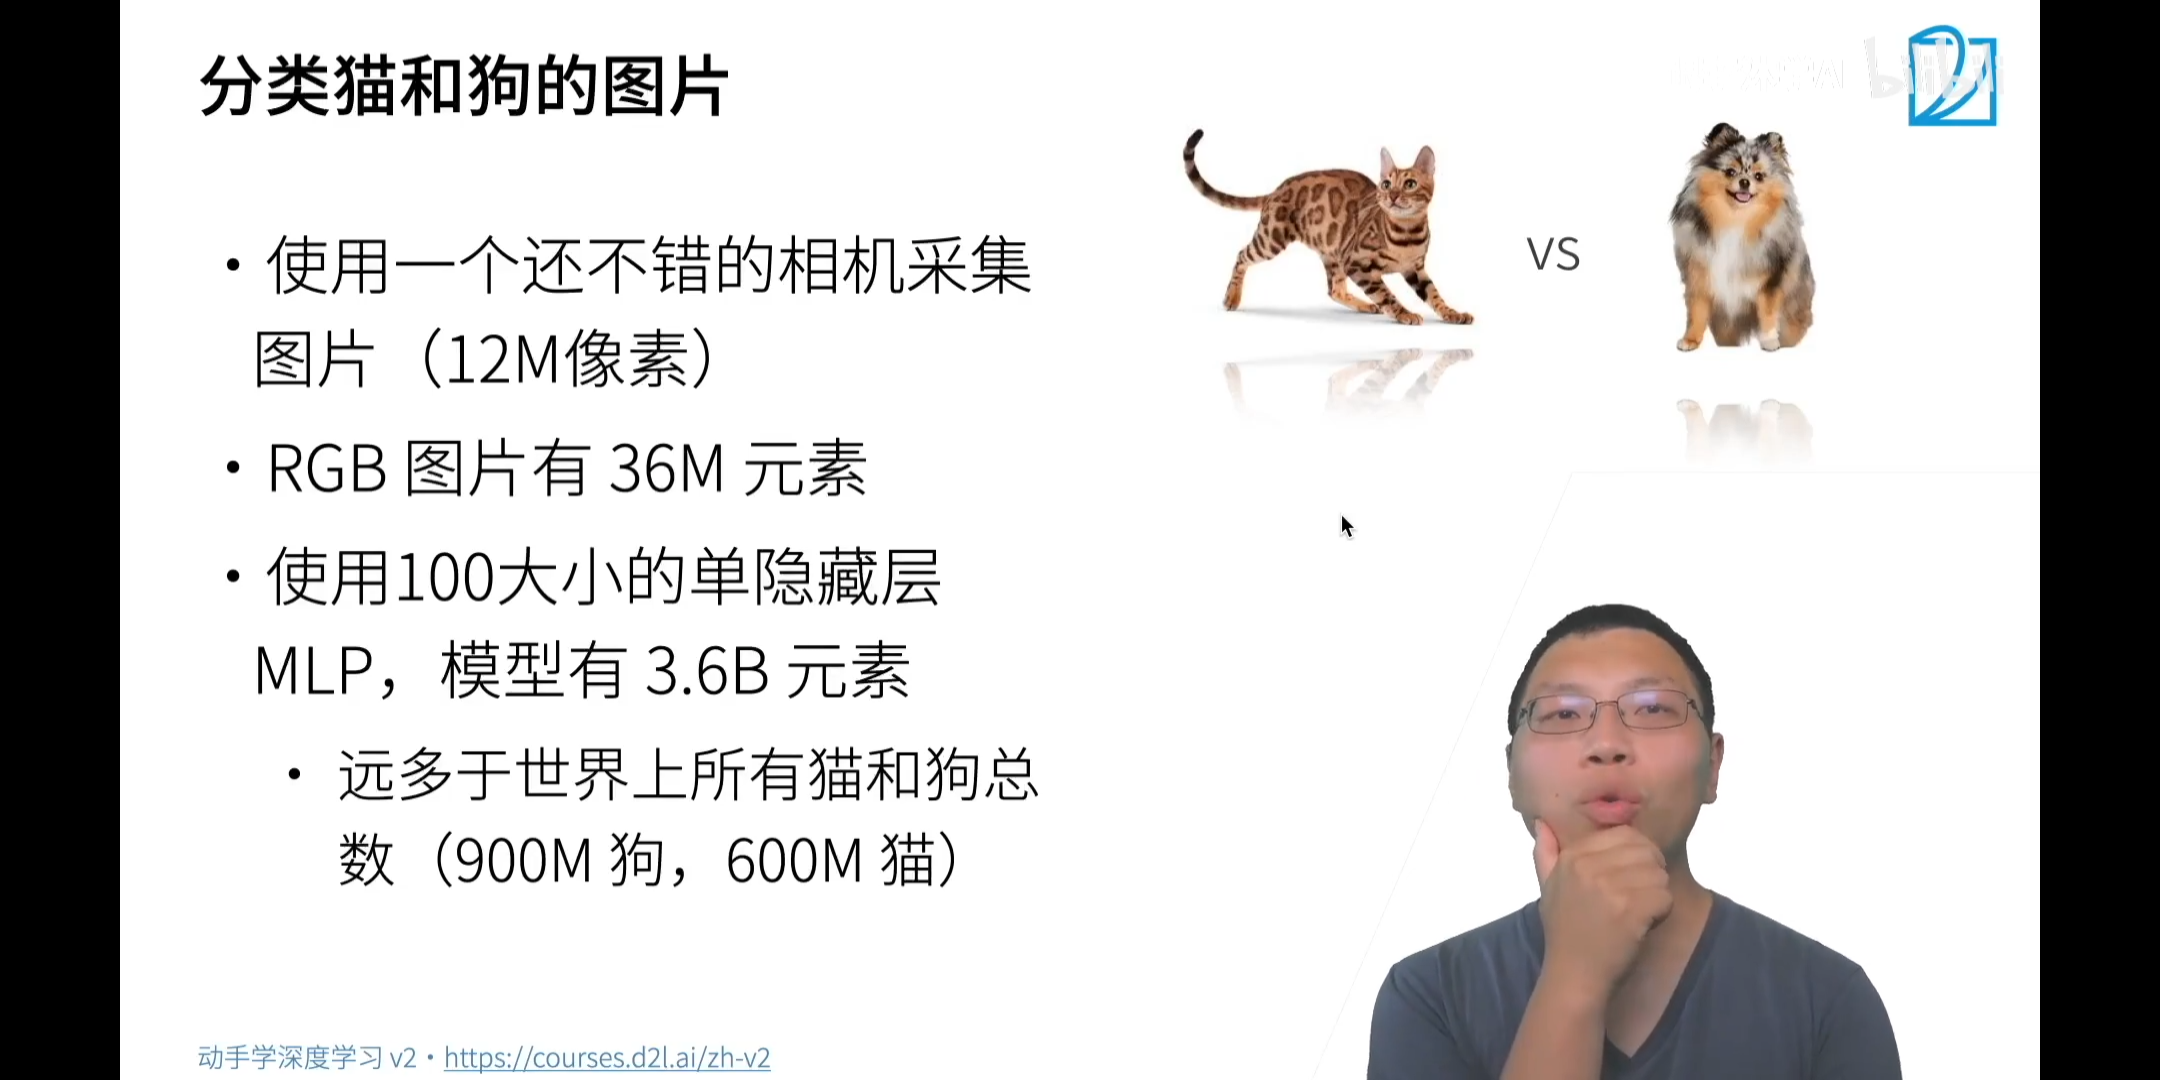 分类猫和狗的图片
• 使用一个还不错的相机采集
图片（12M像素）
• RGB 图片有 36M 元素
• 使用100大小的单隐藏层
MLP，模型有 3.6B 元素
• 远多于世界上所有猫和狗总
数（900M 狗，600M 猫）
VS
bilibili
动手学深度学习 v2 • https://courses.d2l.ai/zh-v2